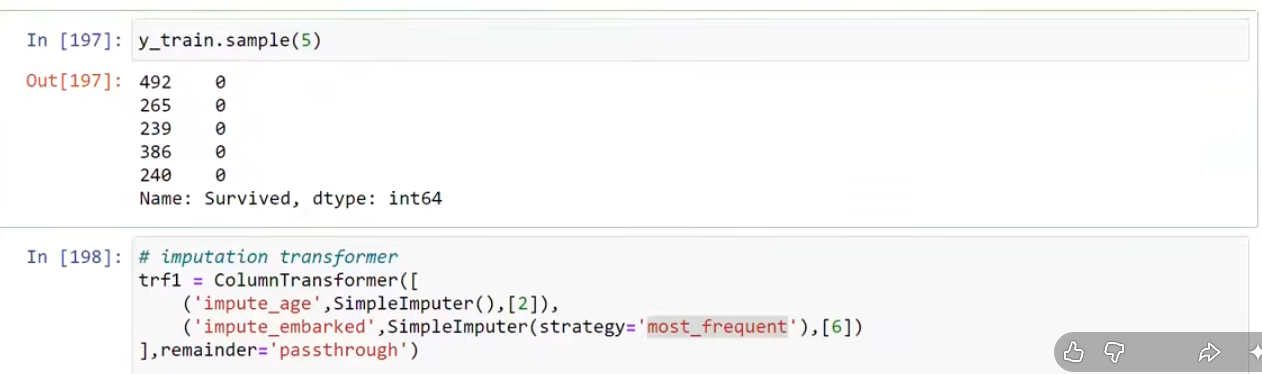 In [197]: y_train.sample(5)
Out[197]: 492    0
265    0
239    0
386    0
240    0
Name: Survived, dtype: int64
In [198]: # imputation transformer
trf1 = ColumnTransformer([
    ('impute_age',SimpleImputer(),[2]),
    ('impute_embarked',SimpleImputer(strategy='most_frequent'),[6])
],remainder='passthrough')